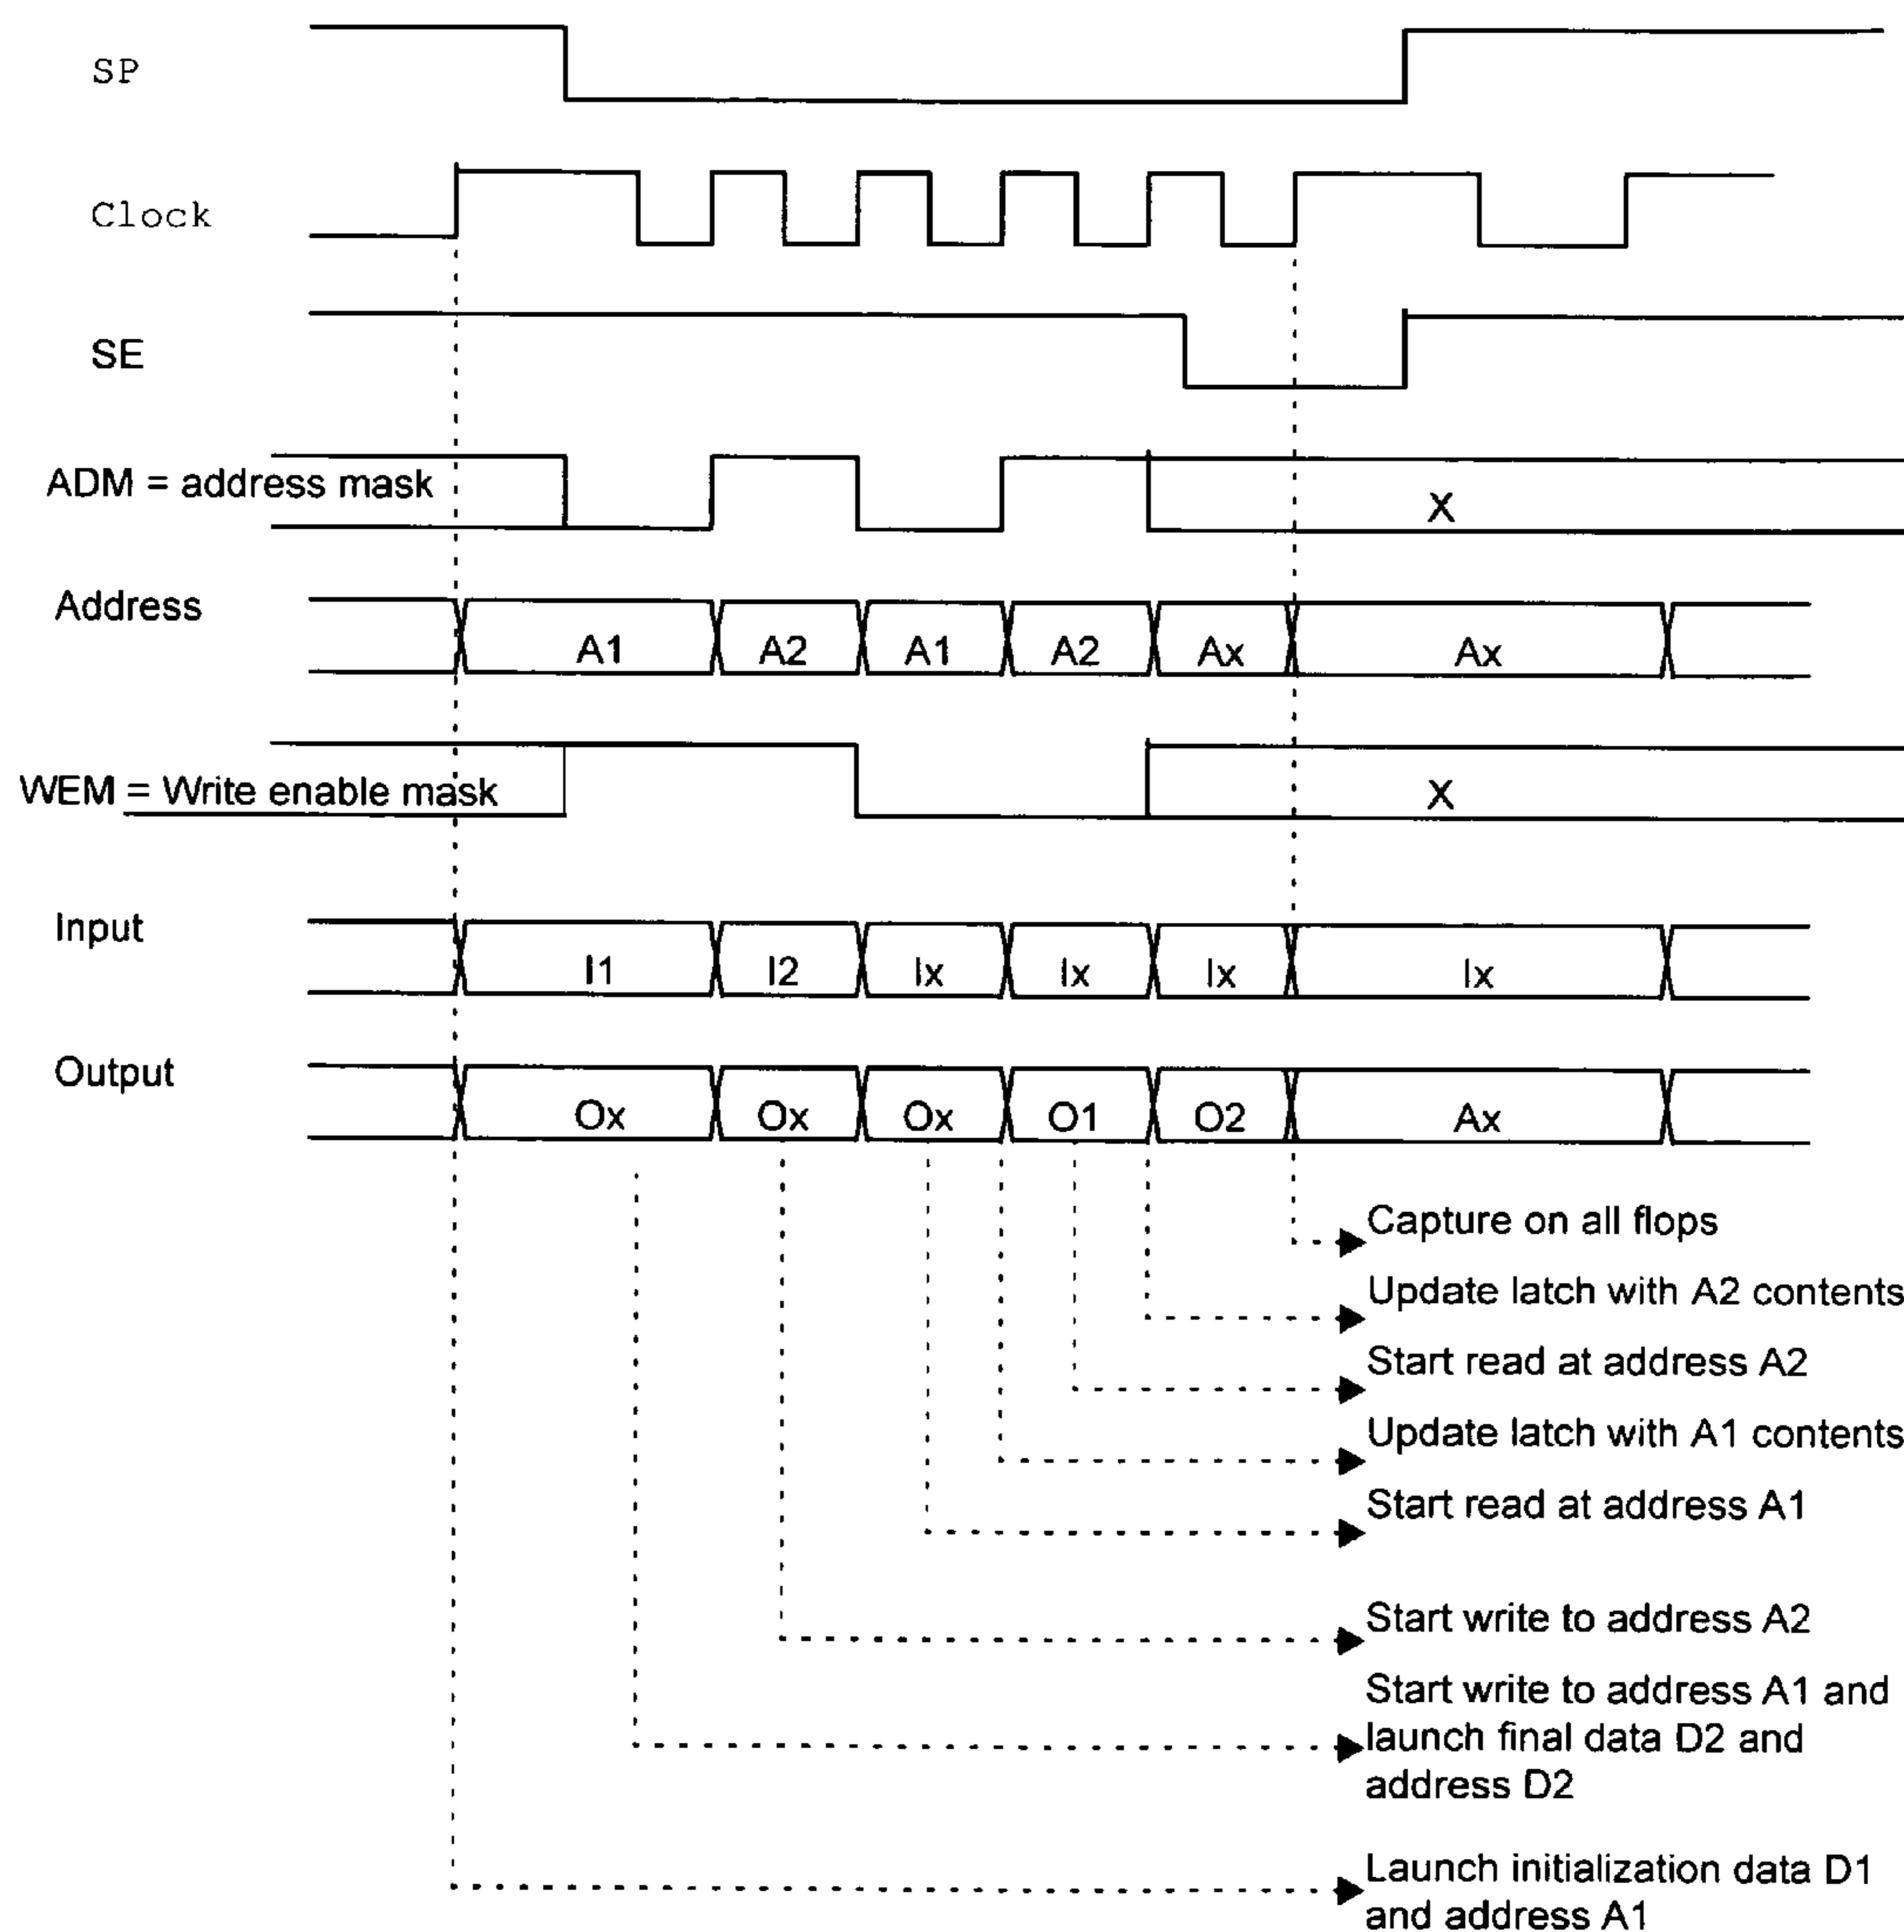 SP
Clock
SE
ADM = address mask
X
Address
A1 A2 A1 A2 Ax Ax
WEM = Write enable mask
X
Input
I1 I2 Ix Ix Ix Ix
Output
Ox Ox Ox O1 O2 Ax
Capture on all flops
Update latch with A2 contents
Start read at address A2
Update latch with A1 contents
Start read at address A1
Start write to address A2
Start write to address A1 and
launch final data D2 and
address D2
Launch initialization data D1
and address A1